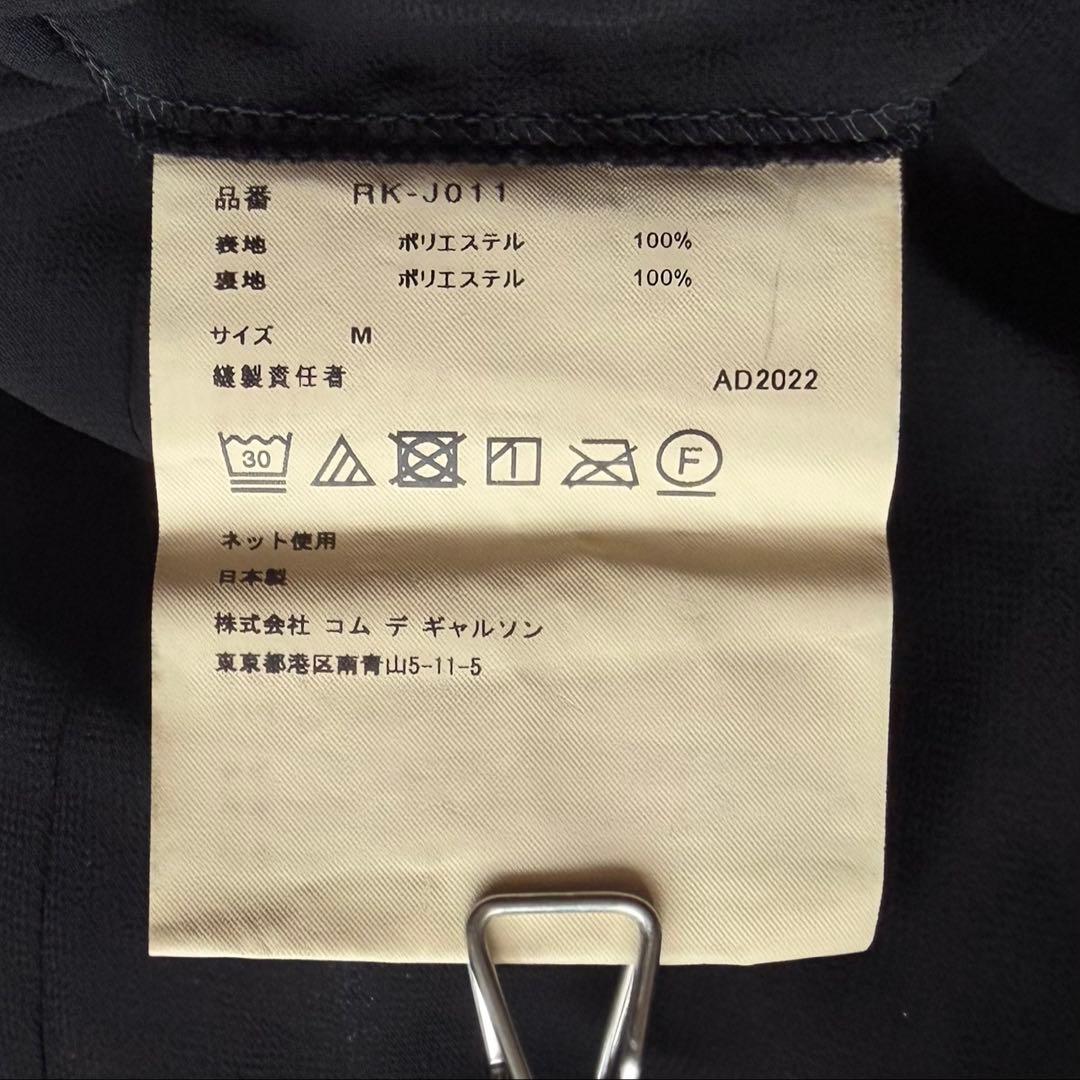 品番 RK-J011
表地 ポリエステル 100%
裏地 ポリエステル 100%
サイズ M
縫製責任者 AD2022
30 F
ネット使用
日本製
株式会社 コム デ ギャルソン
東京都港区南青山5-11-5